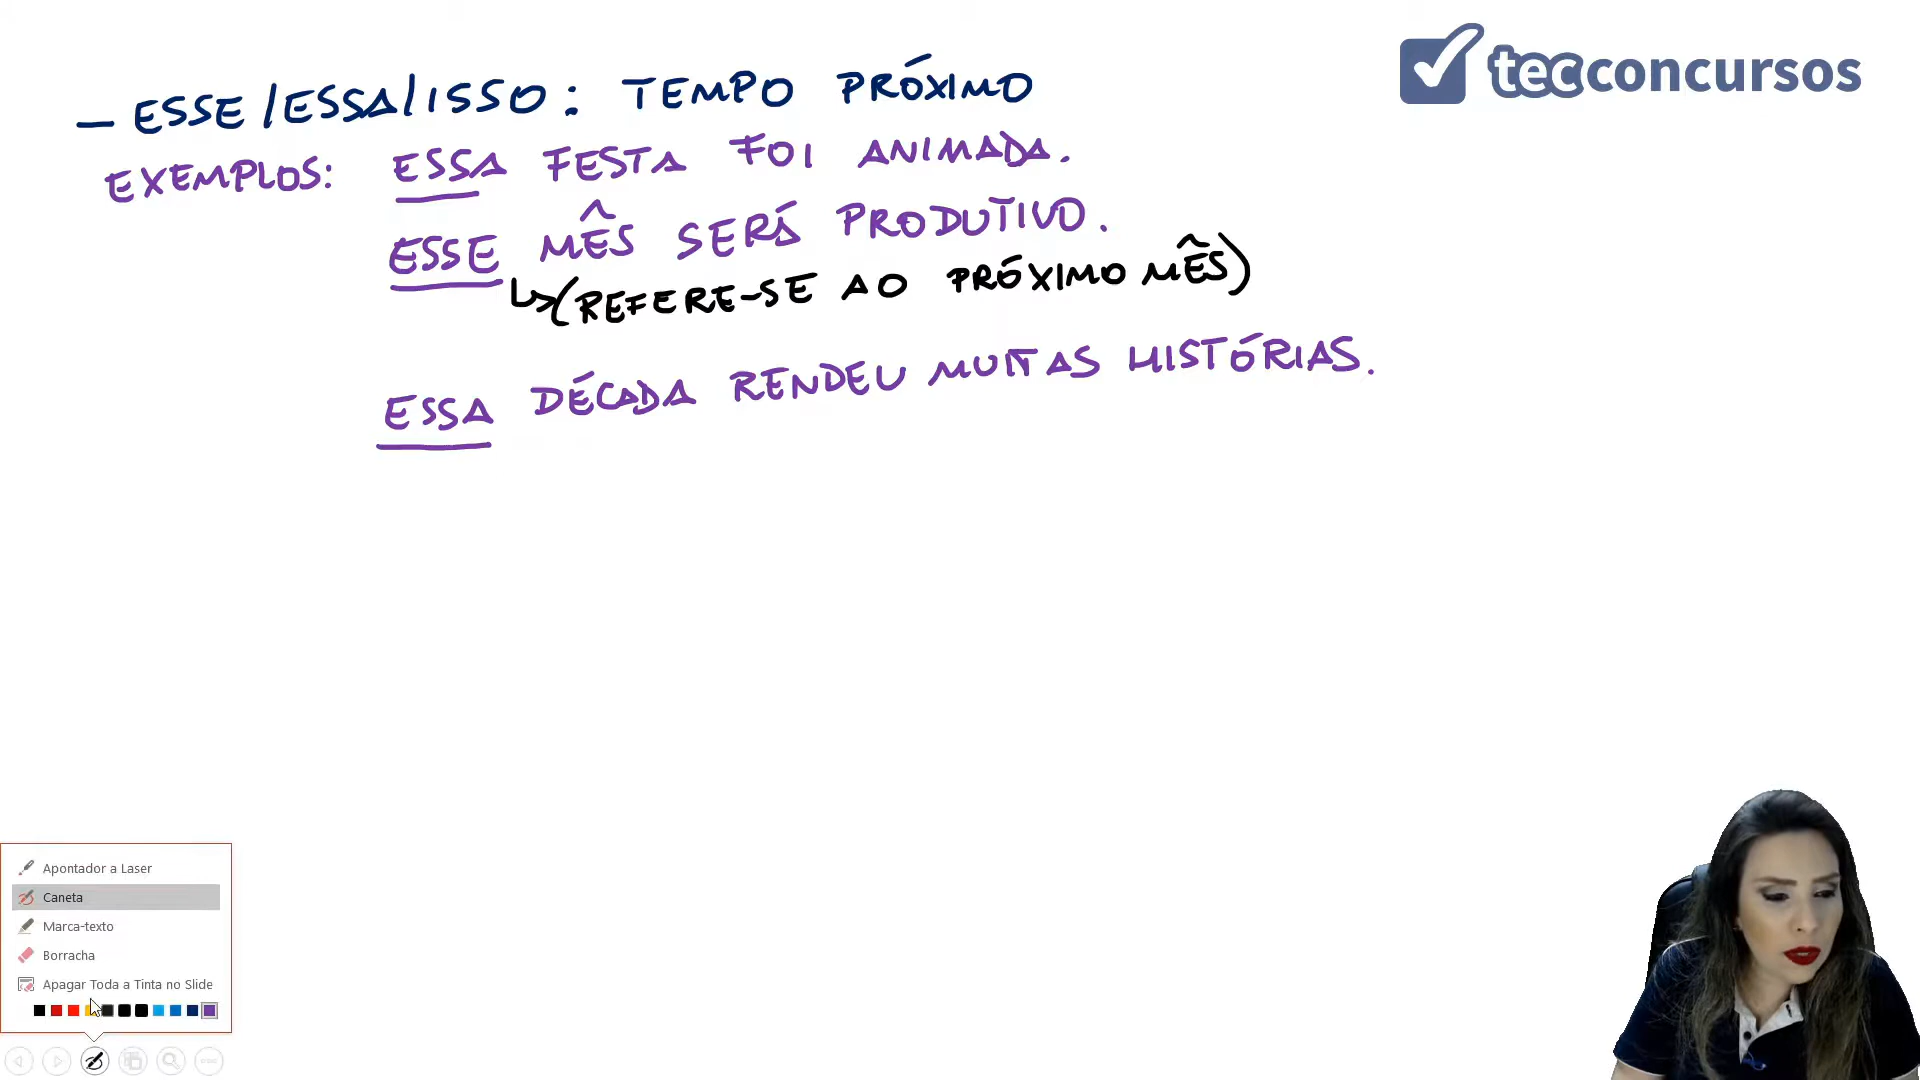 tecconcursos
- ESSE/ESSA/ISSO: TEMPO PRÓXIMO
EXEMPLOS: ESSA FESTA FOI ANIMADA.
ESSE MÊS SERÁ PRODUTIVO.
↳(REFERE-SE AO PRÓXIMO MÊS)
ESSA DÉCADA RENDEU MUITAS HISTÓRIAS.
Apontador a Laser
Caneta
Marca-texto
Borracha
Apagar Toda a Tinta no Slide